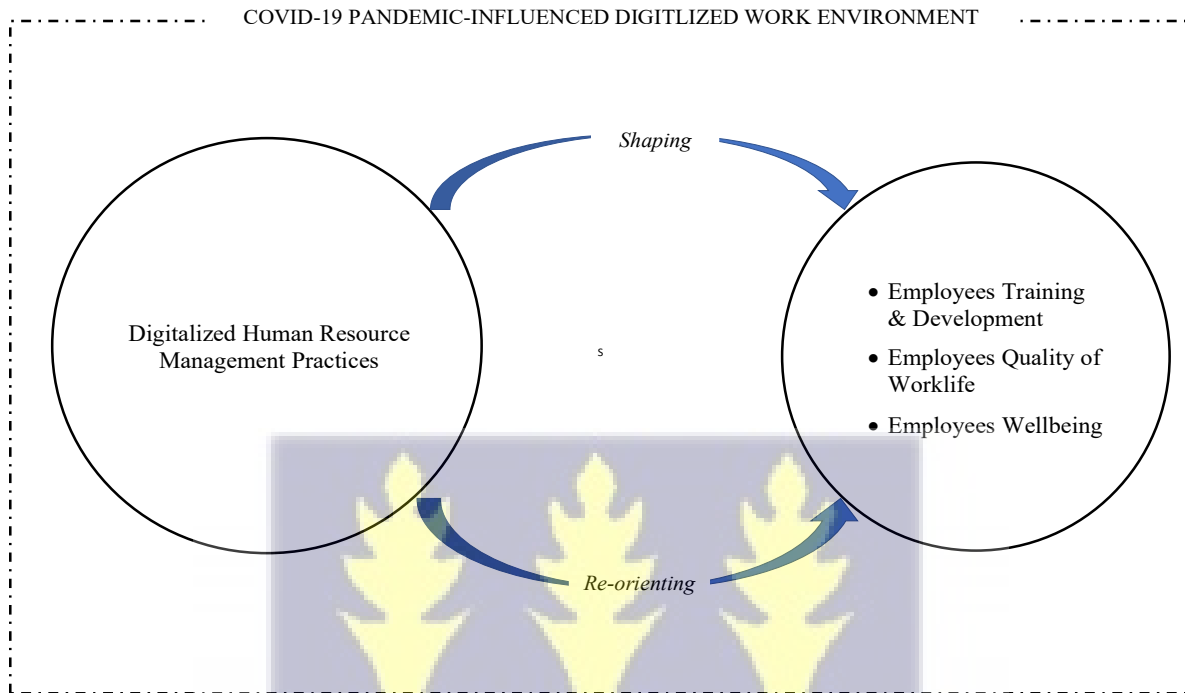 COVID-19 PANDEMIC-INFLUENCED DIGITLIZED WORK ENVIRONMENT
Shaping
Digitalized Human Resource
Management Practices
s
• Employees Training
& Development
• Employees Quality of
Worklife
• Employees Wellbeing
Re-orienting